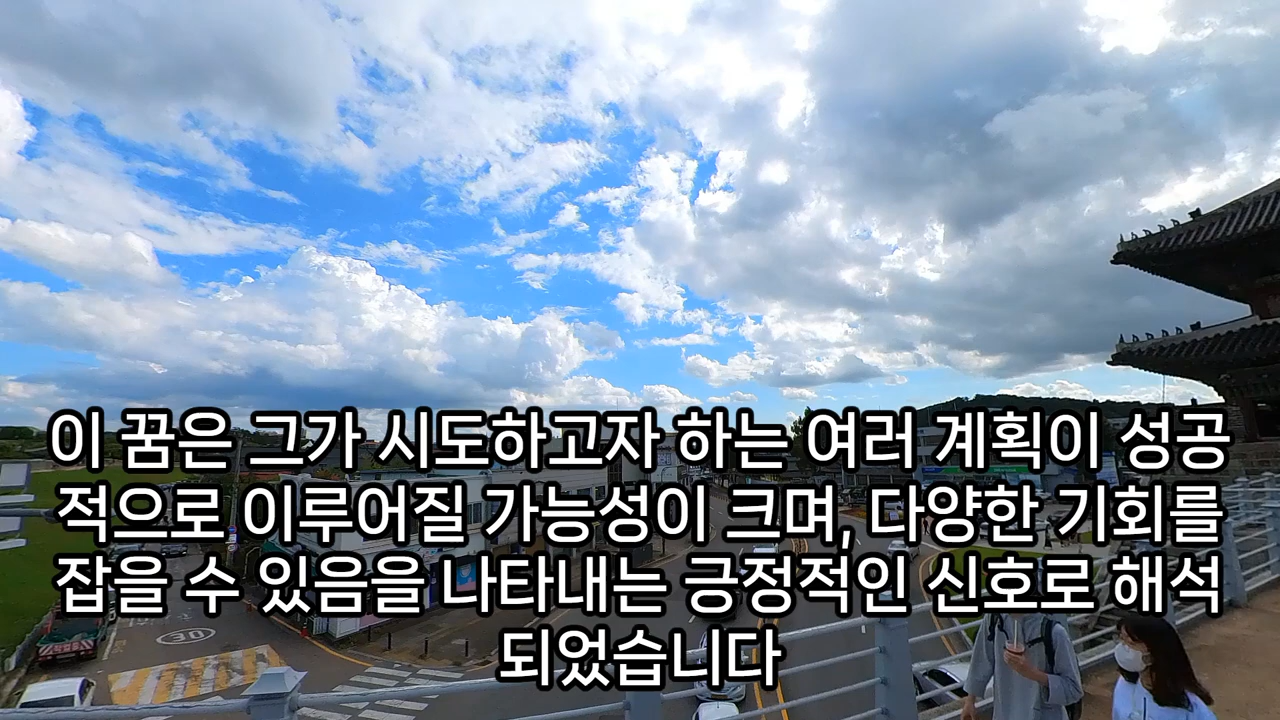 이 꿈은 그가 시도하고자 하는 여러 계획이 성공
적으로 이루어질 가능성이 크며, 다양한 기회를
잡을 수 있음을 나타내는 긍정적인 신호로 해석
되었습니다
30